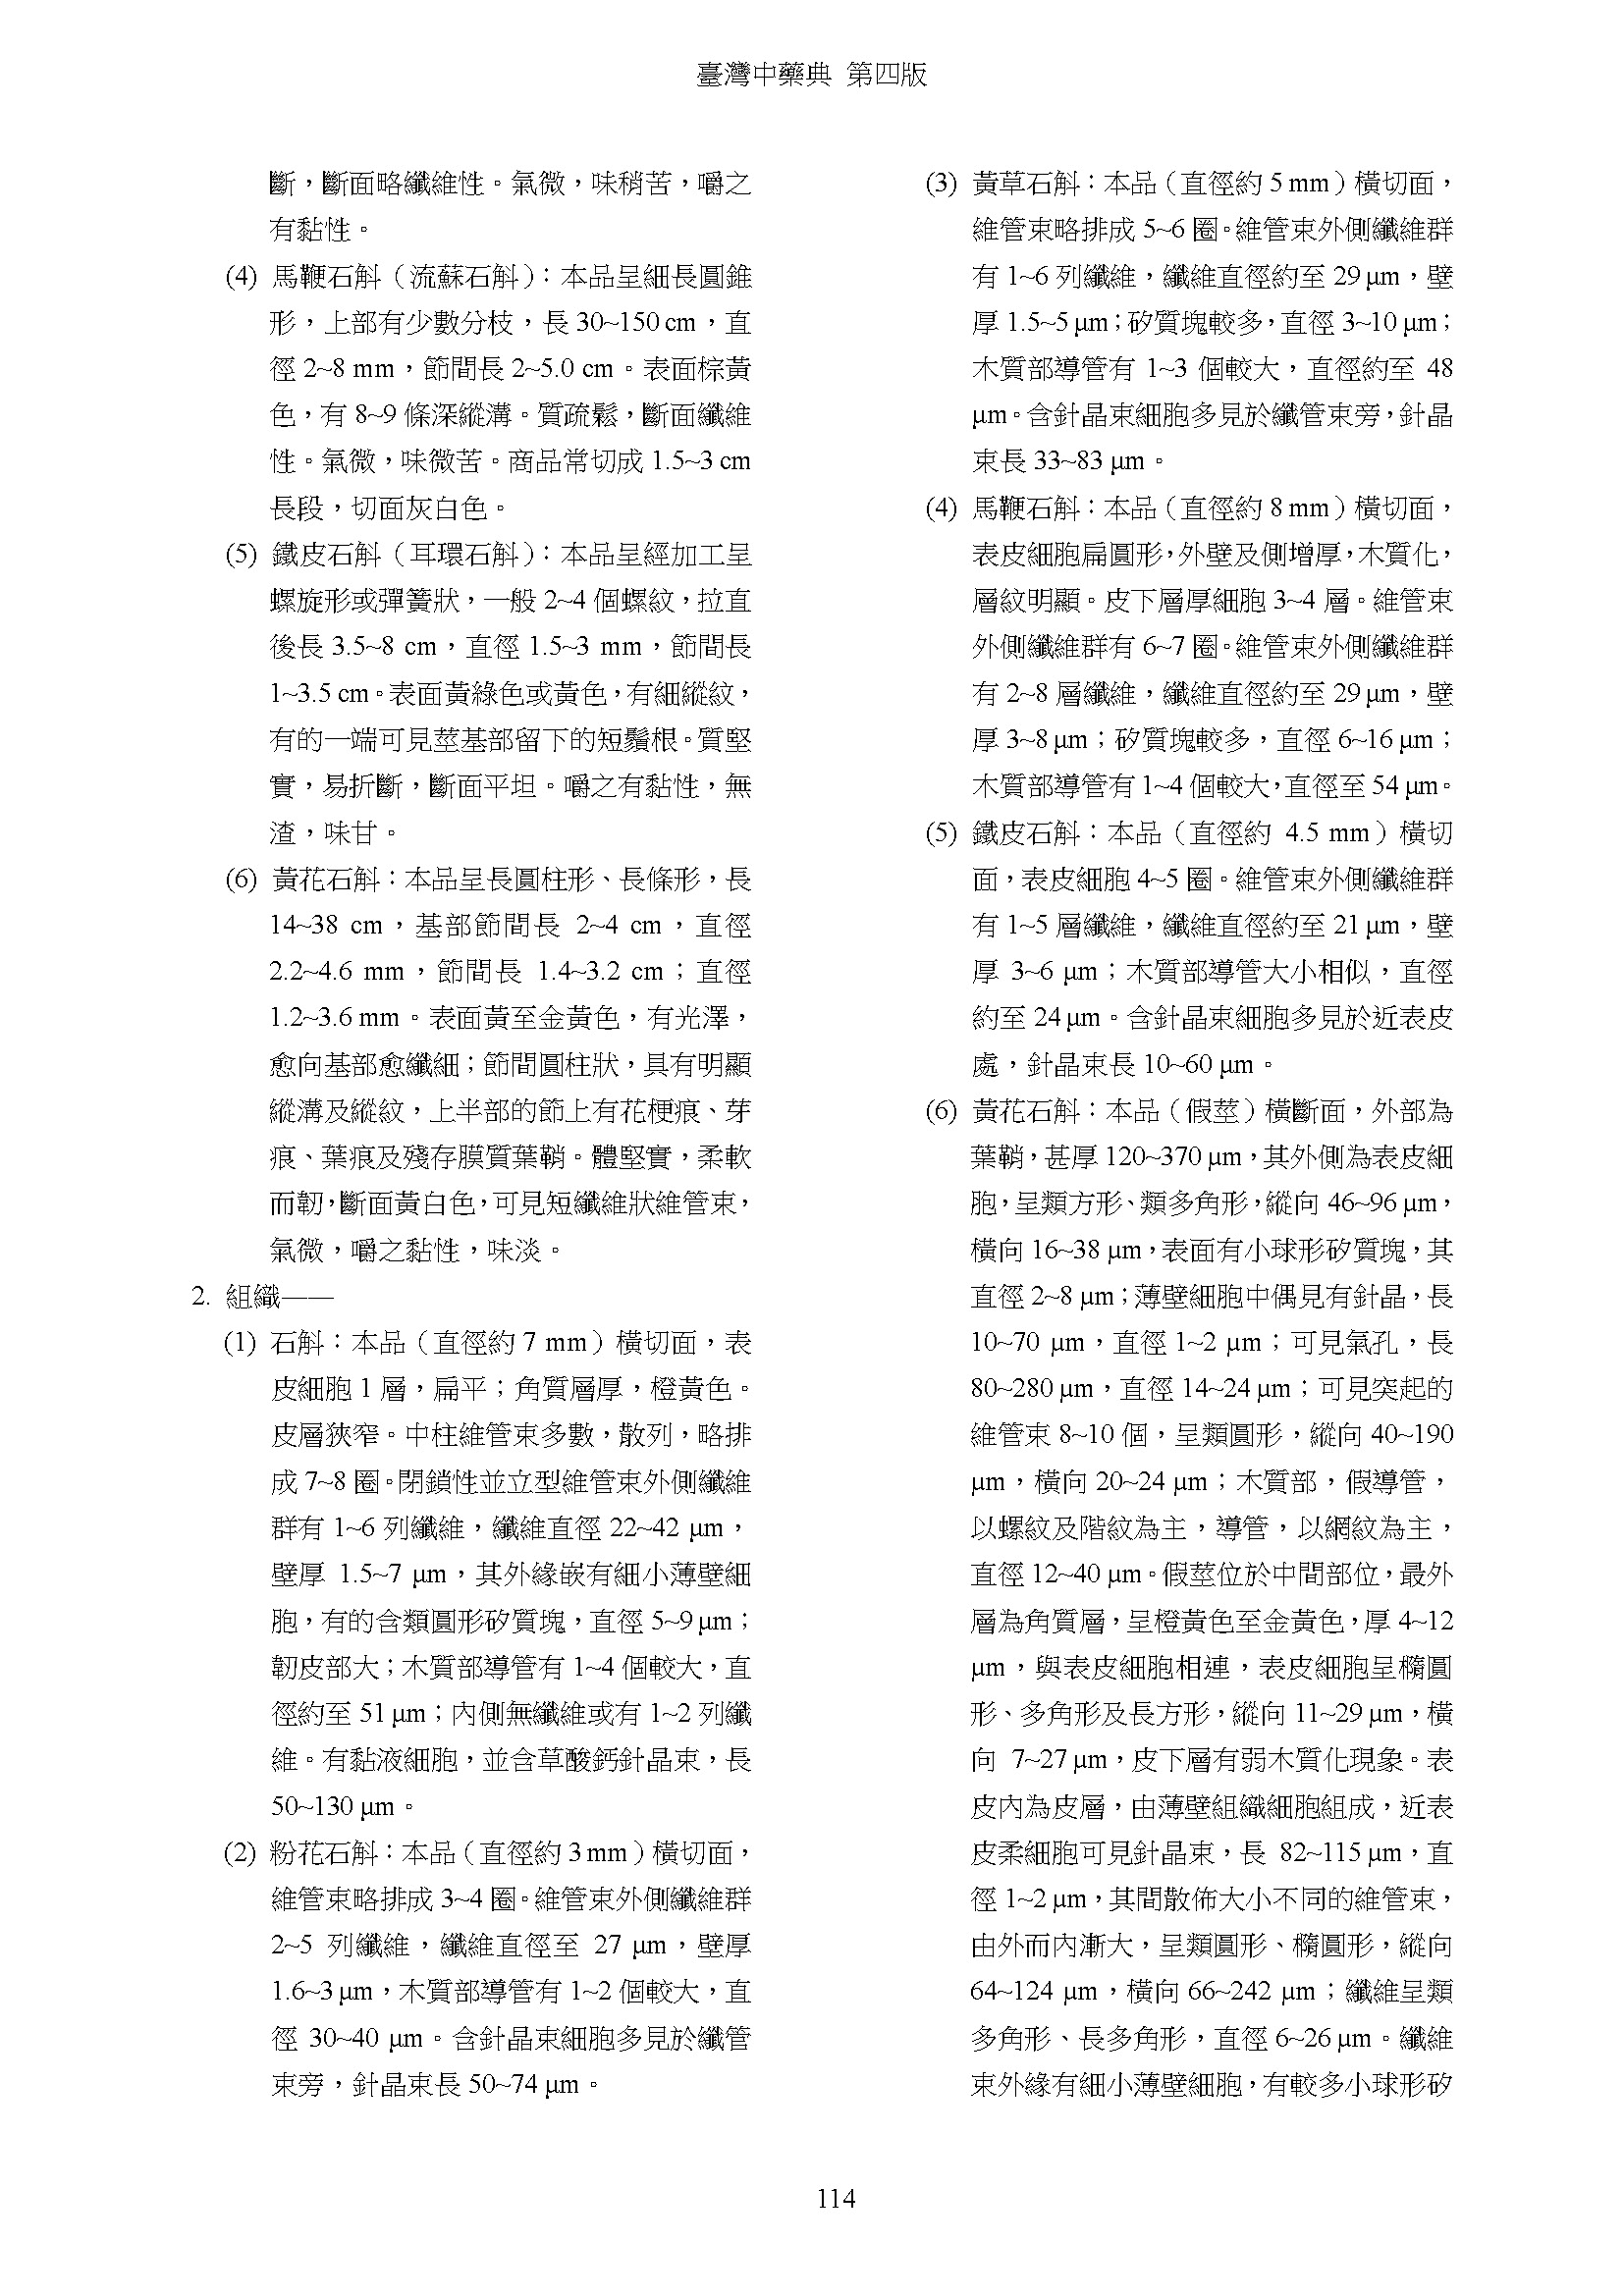 臺灣中藥典 第四版
斷，斷面略纖維性。氣微，味稍苦，嚼之
有黏性。
(4) 馬鞭石斛（流蘇石斛）：本品呈細長圓錐
形，上部有少數分枝，長 30~150 cm，直
徑 2~8 mm，節間長 2~5.0 cm。表面棕黃
色，有 8~9 條深縱溝。質疏鬆，斷面纖維
性。氣微，味微苦。商品常切成 1.5~3 cm
長段，切面灰白色。
(5) 鐵皮石斛（耳環石斛）：本品呈經加工呈
螺旋形或彈簧狀，一般 2~4 個螺紋，拉直
後長 3.5~8 cm，直徑 1.5~3 mm，節間長
1~3.5 cm。表面黃綠色或黃色，有細縱紋，
有的一端可見莖基部留下的短鬚根。質堅
實，易折斷，斷面平坦。嚼之有黏性，無
渣，味甘。
(6) 黃花石斛：本品呈長圓柱形、長條形，長
14~38 cm，基部節間長 2~4 cm，直徑
2.2~4.6 mm，節間長 1.4~3.2 cm；直徑
1.2~3.6 mm。表面黃至金黃色，有光澤，
愈向基部愈纖細；節間圓柱狀，具有明顯
縱溝及縱紋，上半部的節上有花梗痕、芽
痕、葉痕及殘存膜質葉鞘。體堅實，柔軟
而韌，斷面黃白色，可見短纖維狀維管束，
氣微，嚼之黏性，味淡。
2. 組織——
(1) 石斛：本品（直徑約 7 mm）橫切面，表
皮細胞 1 層，扁平；角質層厚，橙黃色。
皮層狹窄。中柱維管束多數，散列，略排
成 7~8 圈。閉鎖性並立型維管束外側纖維
群有 1~6 列纖維，纖維直徑 22~42 μm，
壁厚 1.5~7 μm，其外緣嵌有細小薄壁細
胞，有的含類圓形矽質塊，直徑 5~9 μm；
韌皮部大；木質部導管有 1~4 個較大，直
徑約至 51 μm；內側無纖維或有 1~2 列纖
維。有黏液細胞，並含草酸鈣針晶束，長
50~130 μm。
(2) 粉花石斛：本品（直徑約 3 mm）橫切面，
維管束略排成 3~4 圈。維管束外側纖維群
2~5 列纖維，纖維直徑至 27 μm，壁厚
1.6~3 μm，木質部導管有 1~2 個較大，直
徑 30~40 μm。含針晶束細胞多見於纖管
束旁，針晶束長 50~74 μm。
(3) 黃草石斛：本品（直徑約 5 mm）橫切面，
維管束略排成 5~6 圈。維管束外側纖維群
有 1~6 列纖維，纖維直徑約至 29 μm，壁
厚 1.5~5 μm；矽質塊較多，直徑 3~10 μm；
木質部導管有 1~3 個較大，直徑約至 48
μm。含針晶束細胞多見於纖管束旁，針晶
束長 33~83 μm。
(4) 馬鞭石斛：本品（直徑約 8 mm）橫切面，
表皮細胞扁圓形，外壁及側增厚，木質化，
層紋明顯。皮下層厚細胞 3~4 層。維管束
外側纖維群有 6~7 圈。維管束外側纖維群
有 2~8 層纖維，纖維直徑約至 29 μm，壁
厚 3~8 μm；矽質塊較多，直徑 6~16 μm；
木質部導管有 1~4 個較大，直徑至 54 μm。
(5) 鐵皮石斛：本品（直徑約 4.5 mm）橫切
面，表皮細胞 4~5 圈。維管束外側纖維群
有 1~5 層纖維，纖維直徑約至 21 μm，壁
厚 3~6 μm；木質部導管大小相似，直徑
約至 24 μm。含針晶束細胞多見於近表皮
處，針晶束長 10~60 μm。
(6) 黃花石斛：本品（假莖）橫斷面，外部為
葉鞘，甚厚 120~370 μm，其外側為表皮細
胞，呈類方形、類多角形，縱向 46~96 μm，
橫向 16~38 μm，表面有小球形矽質塊，其
直徑 2~8 μm；薄壁細胞中偶見有針晶，長
10~70 μm，直徑 1~2 μm；可見氣孔，長
80~280 μm，直徑 14~24 μm；可見突起的
維管束 8~10 個，呈類圓形，縱向 40~190
μm，橫向 20~24 μm；木質部，假導管，
以螺紋及階紋為主，導管，以網紋為主，
直徑 12~40 μm。假莖位於中間部位，最外
層為角質層，呈橙黃色至金黃色，厚 4~12
μm，與表皮細胞相連，表皮細胞呈橢圓
形、多角形及長方形，縱向 11~29 μm，橫
向 7~27 μm，皮下層有弱木質化現象。表
皮內為皮層，由薄壁組織細胞組成，近表
皮柔細胞可見針晶束，長 82~115 μm，直
徑 1~2 μm，其間散佈大小不同的維管束，
由外而內漸大，呈類圓形、橢圓形，縱向
64~124 μm，橫向 66~242 μm；纖維呈類
多角形、長多角形，直徑 6~26 μm。纖維
束外緣有細小薄壁細胞，有較多小球形矽
114